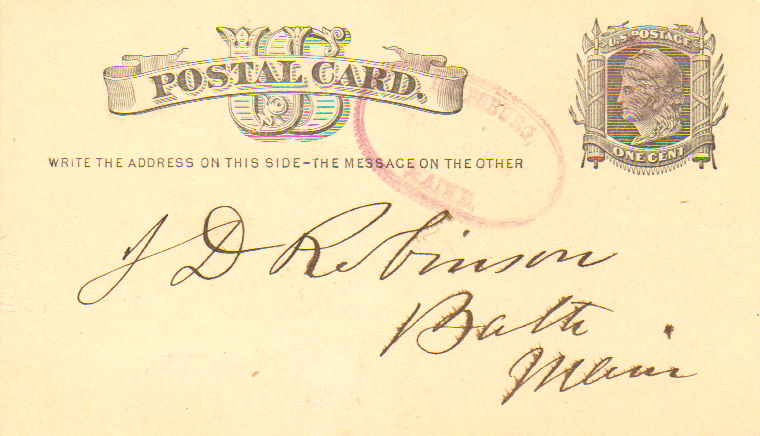 US
POSTAL CARD.
U.S. POSTAGE
ONE CENT
WRITE THE ADDRESS ON THIS SIDE–THE MESSAGE ON THE OTHER
J D Robinson
Bath
Maine